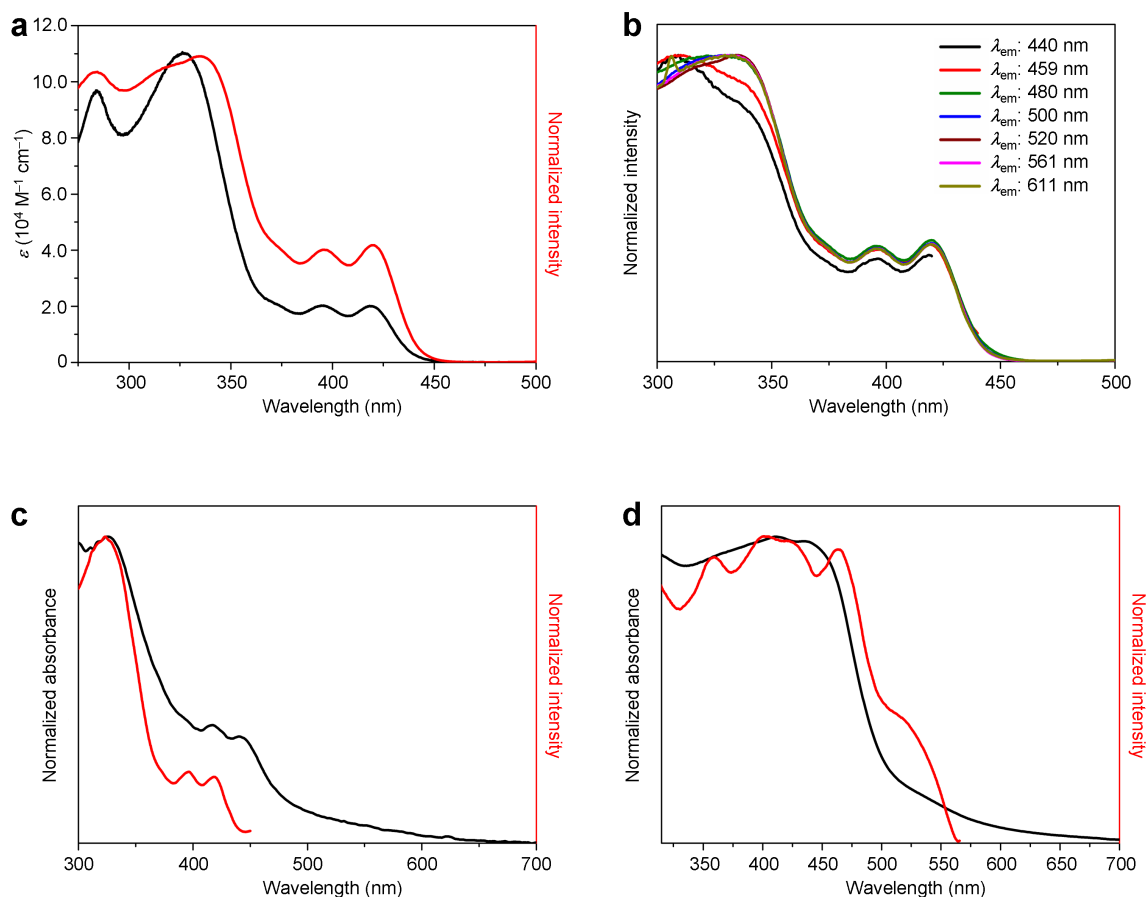 a
12.0
10.0
8.0
6.0
4.0
2.0
0
ε (10⁴ M⁻¹ cm⁻¹)
Normalized intensity
300 350 400 450 500
Wavelength (nm)
b
λem: 440 nm
λem: 459 nm
λem: 480 nm
λem: 500 nm
λem: 520 nm
λem: 561 nm
λem: 611 nm
Normalized intensity
300 350 400 450 500
Wavelength (nm)
c
Normalized absorbance
Normalized intensity
300 400 500 600 700
Wavelength (nm)
d
Normalized absorbance
Normalized intensity
350 400 450 500 550 600 650 700
Wavelength (nm)